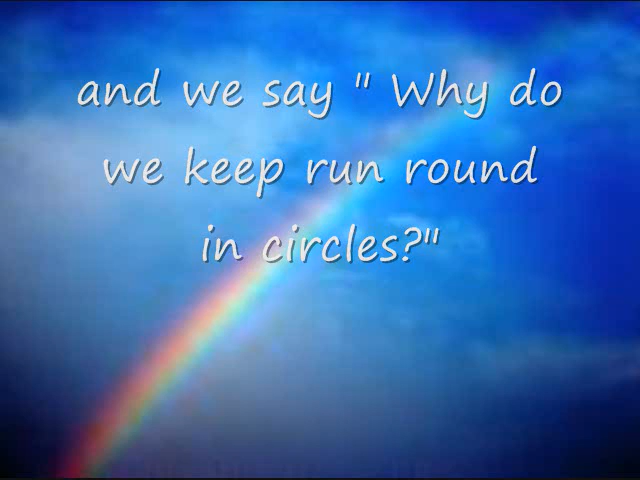 and we say " Why do
we keep run round
in circles?"